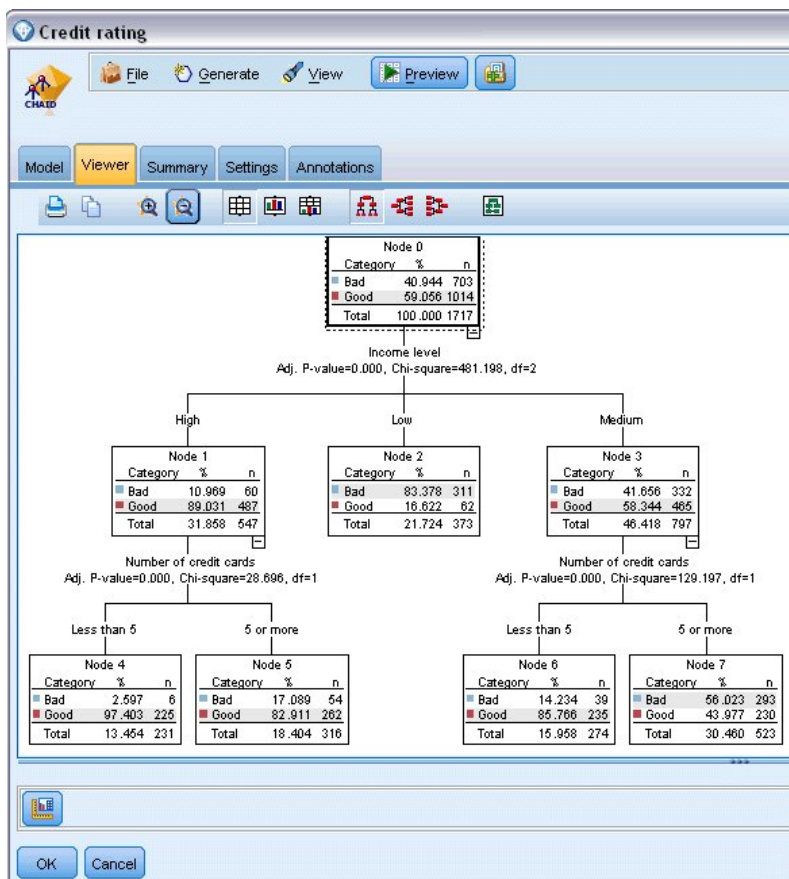 Credit rating
CHAID
File Generate View Preview
Model Viewer Summary Settings Annotations
Node 0
Category % n
Bad 40.944 703
Good 59.056 1014
Total 100.000 1717
Income level
Adj. P-value=0.000, Chi-square=481.198, df=2
High Low Medium
Node 1
Category % n
Bad 10.969 60
Good 89.031 487
Total 31.858 547
Node 2
Category % n
Bad 83.378 311
Good 16.622 62
Total 21.724 373
Node 3
Category % n
Bad 41.656 332
Good 58.344 465
Total 46.418 797
Number of credit cards
Adj. P-value=0.000, Chi-square=28.696, df=1
Number of credit cards
Adj. P-value=0.000, Chi-square=129.197, df=1
Less than 5 5 or more
Less than 5 5 or more
Node 4
Category % n
Bad 2.597 6
Good 97.403 225
Total 13.454 231
Node 5
Category % n
Bad 17.089 54
Good 82.911 262
Total 18.404 316
Node 6
Category % n
Bad 14.234 39
Good 85.766 235
Total 15.958 274
Node 7
Category % n
Bad 56.023 293
Good 43.977 230
Total 30.460 523
OK Cancel